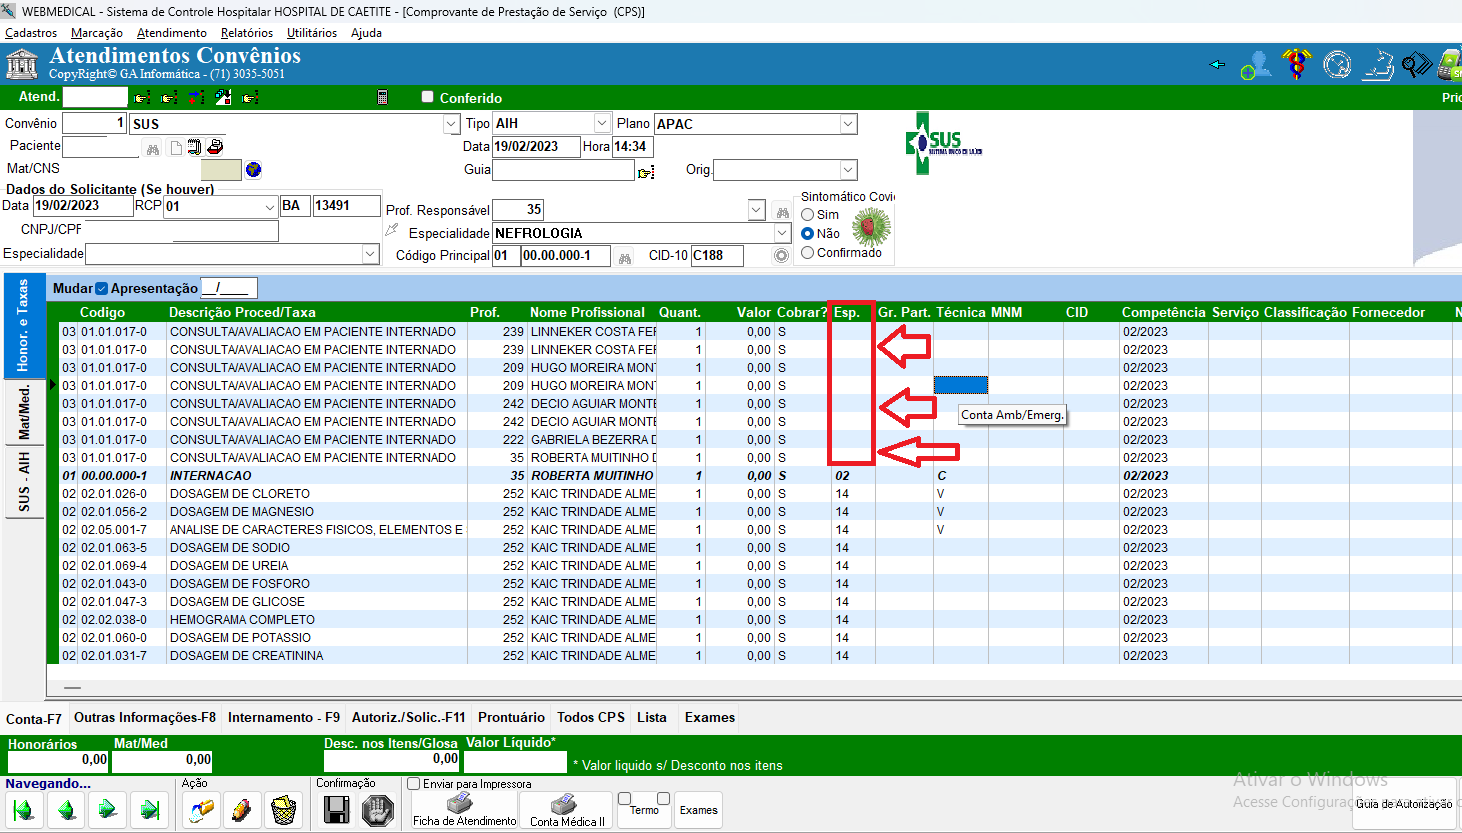 WEBMEDICAL - Sistema de Controle Hospitalar HOSPITAL DE CAETITE - [Comprovante de Prestação de Serviço (CPS)]
Cadastros Marcação Atendimento Relatórios Utilitários Ajuda
Atendimentos Convênios
CopyRight© GA Informática - (71) 3035-5051
Atend. Conferido Pric
Convênio 1 SUS Tipo AIH Plano APAC
Paciente Data 19/02/2023 Hora 14:34
Mat/CNS Guia Orig.
SUS
Dados do Solicitante (Se houver)
Data 19/02/2023 RCP 01 BA 13491 Prof. Responsável 35
CNPJ/CPF Especialidade NEFROLOGIA
Especialidade Código Principal 01 00.00.000-1 CID-10 C188
Sintomático Covi
Sim
Não
Confirmado
Honor. e Taxas
Mat/Med.
SUS - AIH
Mudar Apresentação __/____
Codigo Descrição Proced/Taxa Prof. Nome Profissional Quant. Valor Cobrar? Esp. Gr. Part. Técnica MNM CID Competência Serviço Classificação Fornecedor N
03 01.01.017-0 CONSULTA/AVALIACAO EM PACIENTE INTERNADO 239 LINNEKER COSTA FER 1 0,00 S 02/2023
03 01.01.017-0 CONSULTA/AVALIACAO EM PACIENTE INTERNADO 239 LINNEKER COSTA FER 1 0,00 S 02/2023
03 01.01.017-0 CONSULTA/AVALIACAO EM PACIENTE INTERNADO 209 HUGO MOREIRA MONT 1 0,00 S 02/2023
03 01.01.017-0 CONSULTA/AVALIACAO EM PACIENTE INTERNADO 209 HUGO MOREIRA MONT 1 0,00 S 02/2023
03 01.01.017-0 CONSULTA/AVALIACAO EM PACIENTE INTERNADO 242 DECIO AGUIAR MONTE 1 0,00 S 02/2023
03 01.01.017-0 CONSULTA/AVALIACAO EM PACIENTE INTERNADO 242 DECIO AGUIAR MONTE 1 0,00 S 02/2023
03 01.01.017-0 CONSULTA/AVALIACAO EM PACIENTE INTERNADO 222 GABRIELA BEZERRA D 1 0,00 S 02/2023
03 01.01.017-0 CONSULTA/AVALIACAO EM PACIENTE INTERNADO 35 ROBERTA MUITINHO D 1 0,00 S 02/2023
01 00.00.000-1 INTERNACAO 35 ROBERTA MUITINHO 1 0,00 S 02 C 02/2023
02 02.01.026-0 DOSAGEM DE CLORETO 252 KAIC TRINDADE ALME 1 0,00 S 14 V 02/2023
02 02.01.056-2 DOSAGEM DE MAGNESIO 252 KAIC TRINDADE ALME 1 0,00 S 14 V 02/2023
02 02.05.001-7 ANALISE DE CARACTERES FISICOS, ELEMENTOS E 252 KAIC TRINDADE ALME 1 0,00 S 14 V 02/2023
02 02.01.063-5 DOSAGEM DE SODIO 252 KAIC TRINDADE ALME 1 0,00 S 14 02/2023
02 02.01.069-4 DOSAGEM DE UREIA 252 KAIC TRINDADE ALME 1 0,00 S 14 02/2023
02 02.01.043-0 DOSAGEM DE FOSFORO 252 KAIC TRINDADE ALME 1 0,00 S 14 02/2023
02 02.01.047-3 DOSAGEM DE GLICOSE 252 KAIC TRINDADE ALME 1 0,00 S 14 02/2023
02 02.02.038-0 HEMOGRAMA COMPLETO 252 KAIC TRINDADE ALME 1 0,00 S 14 02/2023
02 02.01.060-0 DOSAGEM DE POTASSIO 252 KAIC TRINDADE ALME 1 0,00 S 14 02/2023
02 02.01.031-7 DOSAGEM DE CREATININA 252 KAIC TRINDADE ALME 1 0,00 S 14 02/2023
Conta Amb/Emerg.
Conta-F7 Outras Informações-F8 Internamento - F9 Autoriz./Solic.-F11 Prontuário Todos CPS Lista Exames
Honorários Mat/Med Desc. nos Itens/Glosa Valor Líquido*
0,00 0,00 0,00 * Valor liquido s/ Desconto nos itens
Navegando... Ação Confirmação Enviar para Impressora
Ficha de Atendimento Conta Médica II Termo Exames Guia de Autorização
Ativar o Windows
Acesse Configuraç